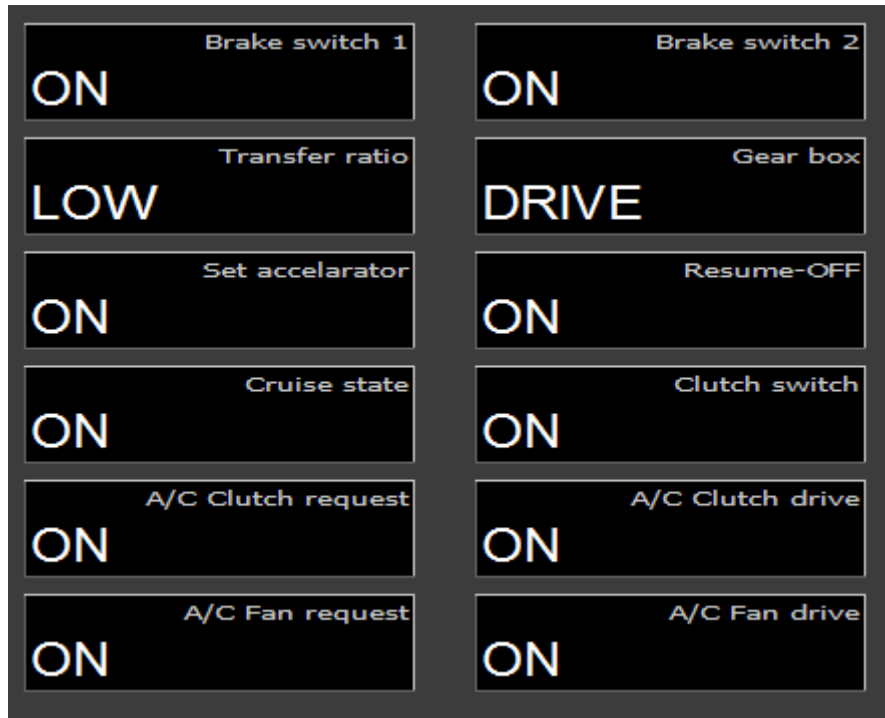 Brake switch 1
ON
Brake switch 2
ON
Transfer ratio
LOW
Gear box
DRIVE
Set accelarator
ON
Resume-OFF
ON
Cruise state
ON
Clutch switch
ON
A/C Clutch request
ON
A/C Clutch drive
ON
A/C Fan request
ON
A/C Fan drive
ON